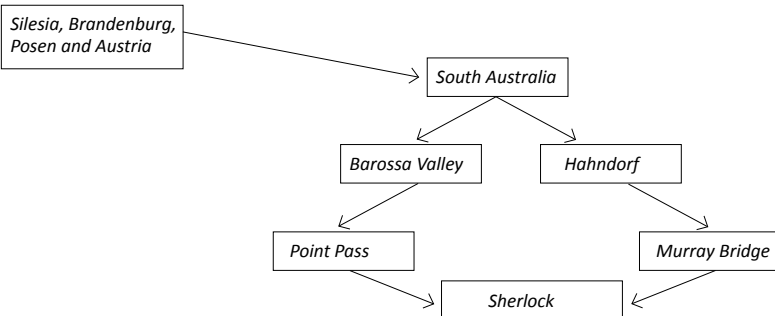 Silesia, Brandenburg,
Posen and Austria
South Australia
Barossa Valley
Hahndorf
Point Pass
Murray Bridge
Sherlock